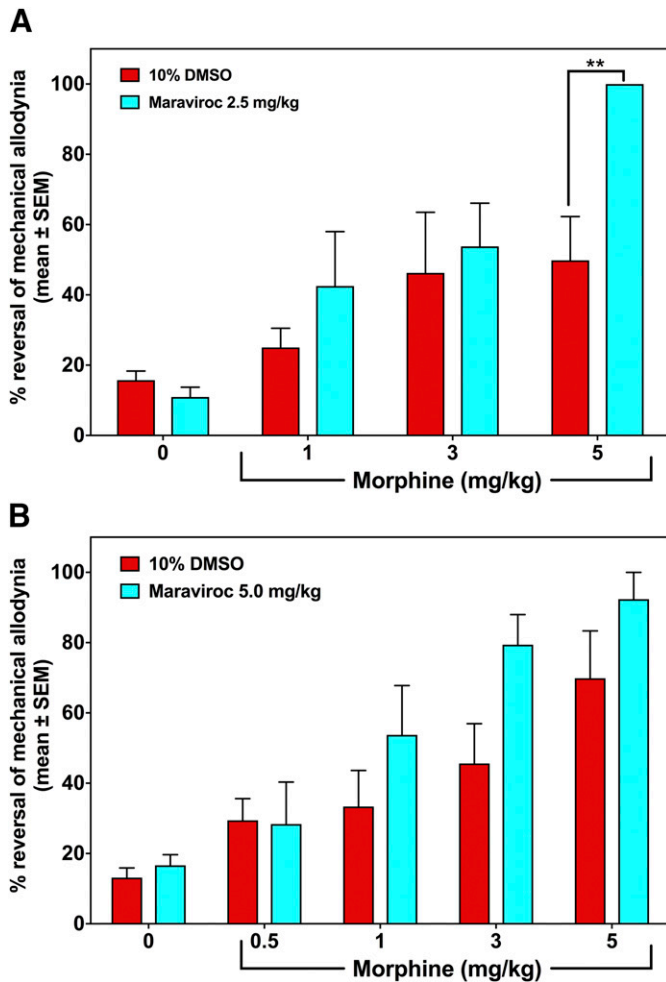 A
% reversal of mechanical allodynia
(mean ± SEM)
100
80
60
40
20
0
10% DMSO
Maraviroc 2.5 mg/kg
**
0 1 3 5
Morphine (mg/kg)
B
% reversal of mechanical allodynia
(mean ± SEM)
100
80
60
40
20
0
10% DMSO
Maraviroc 5.0 mg/kg
0 0.5 1 3 5
Morphine (mg/kg)